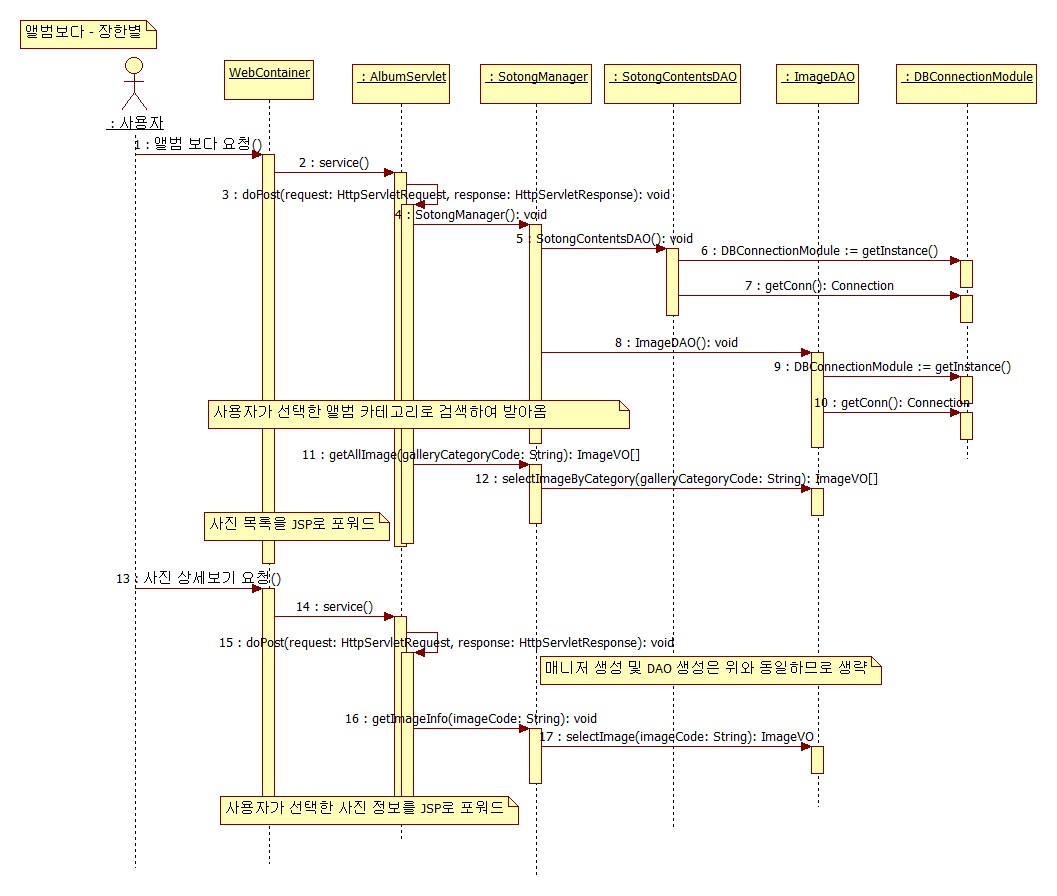 앨범보다 - 장한별
WebContainer
: AlbumServlet
: SotongManager
: SotongContentsDAO
: ImageDAO
: DBConnectionModule
: 사용자
1 : 앨범 보다 요청()
2 : service()
3 : doPost(request: HttpServletRequest, response: HttpServletResponse): void
4 : SotongManager(): void
5 : SotongContentsDAO(): void
6 : DBConnectionModule := getInstance()
7 : getConn(): Connection
8 : ImageDAO(): void
9 : DBConnectionModule := getInstance()
10 : getConn(): Connection
사용자가 선택한 앨범 카테고리로 검색하여 받아옴
11 : getAllImage(galleryCategoryCode: String): ImageVO[]
12 : selectImageByCategory(galleryCategoryCode: String): ImageVO[]
사진 목록을 JSP로 포워드
13 : 사진 상세보기 요청()
14 : service()
15 : doPost(request: HttpServletRequest, response: HttpServletResponse): void
매니저 생성 및 DAO 생성은 위와 동일하므로 생략
16 : getImageInfo(imageCode: String): void
17 : selectImage(imageCode: String): ImageVO
사용자가 선택한 사진 정보를 JSP로 포워드